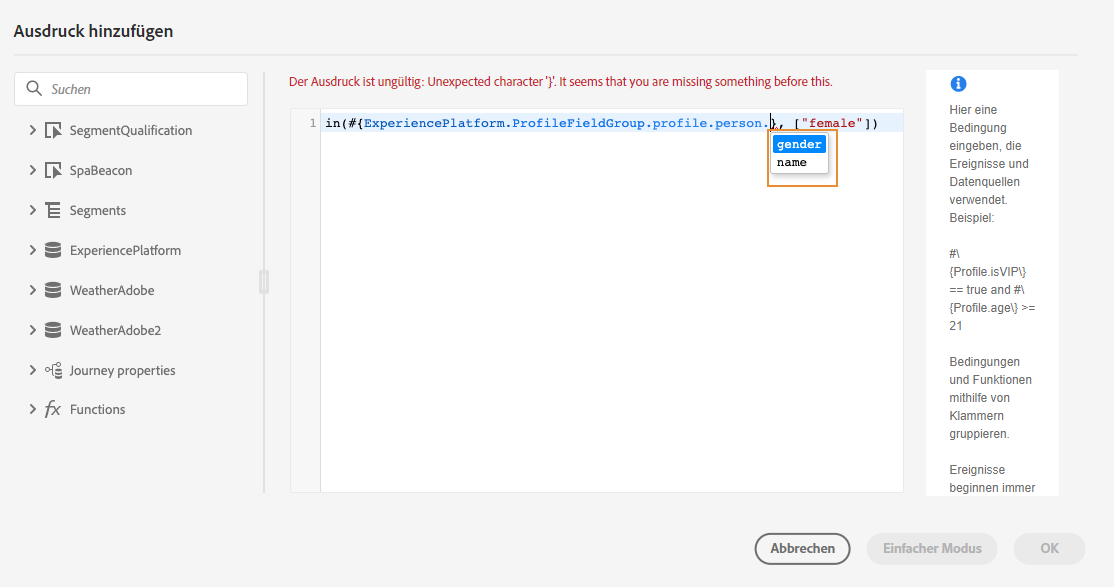 Ausdruck hinzufügen
Suchen
SegmentQualification
SpaBeacon
Segments
ExperiencePlatform
WeatherAdobe
WeatherAdobe2
Journey properties
fx Functions
Der Ausdruck ist ungültig: Unexpected character '}'. It seems that you are missing something before this.
1 in(#{ExperiencePlatform.ProfileFieldGroup.profile.person.}, ["female"])
gender
name
Hier eine
Bedingung
eingeben, die
Ereignisse und
Datenquellen
verwendet.
Beispiel:
#\
{Profile.isVIP\}
== true and #\
{Profile.age\} >=
21
Bedingungen
und Funktionen
mithilfe von
Klammern
gruppieren.
Ereignisse
beginnen immer
Abbrechen
Einfacher Modus
OK